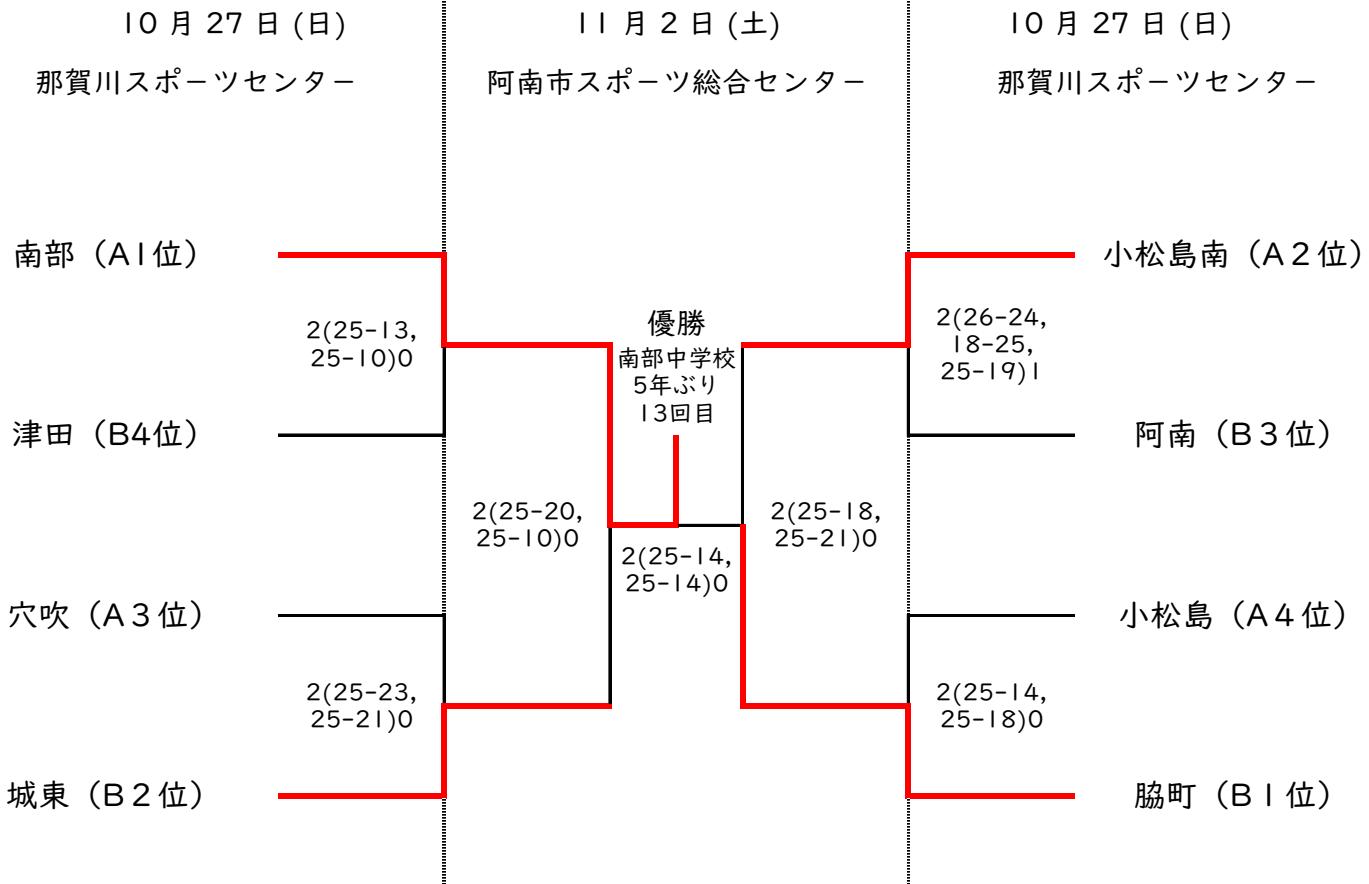 10月27日(日)
11月2日(土)
10月27日(日)
那賀川スポーツセンター
阿南市スポーツ総合センター
那賀川スポーツセンター
南部（A1位）
小松島南（A２位）
2(25-13,
25-10)0
優勝
南部中学校
5年ぶり
13回目
2(26-24,
18-25,
25-19)1
津田（B4位）
阿南（B３位）
2(25-20,
25-10)0
2(25-14,
25-14)0
2(25-18,
25-21)0
穴吹（A３位）
小松島（A４位）
2(25-23,
25-21)0
2(25-14,
25-18)0
城東（B２位）
脇町（B１位）